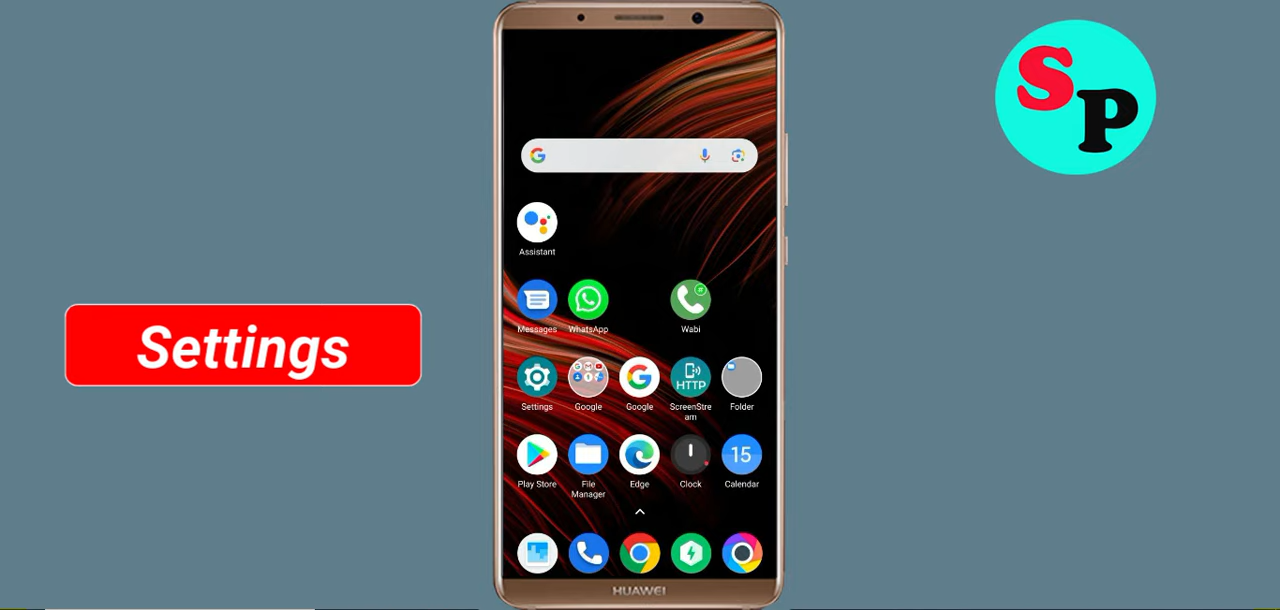 S
P
Assistant
Messages WhatsApp Wabi
Settings
Settings Google Google ScreenStre
am Folder
HTTP
Play Store File
Manager Edge Clock Calendar
15
HUAWEI